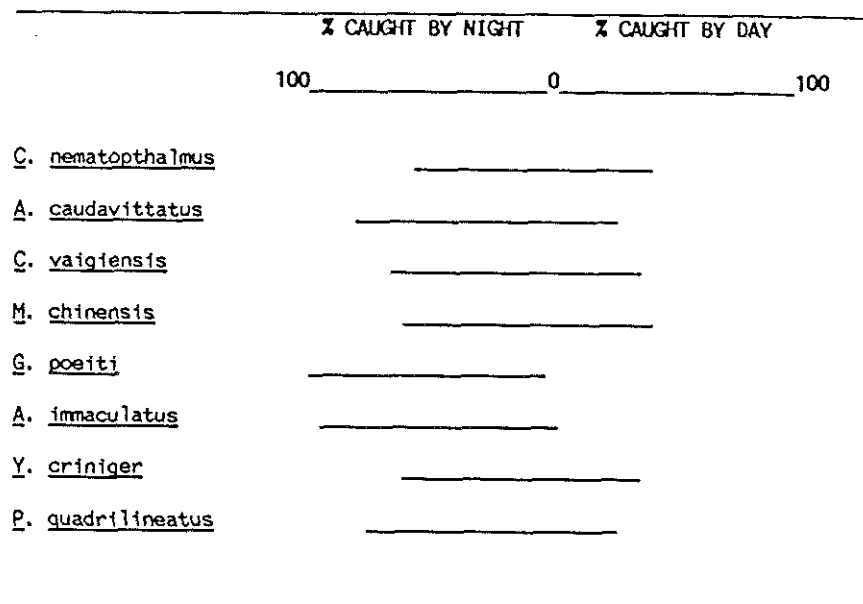 % CAUGHT BY NIGHT % CAUGHT BY DAY
100 0 100
C. nematopthalmus
A. caudavittatus
C. vaigiensis
M. chinensis
G. poeiti
A. immaculatus
Y. criniger
P. quadrilineatus